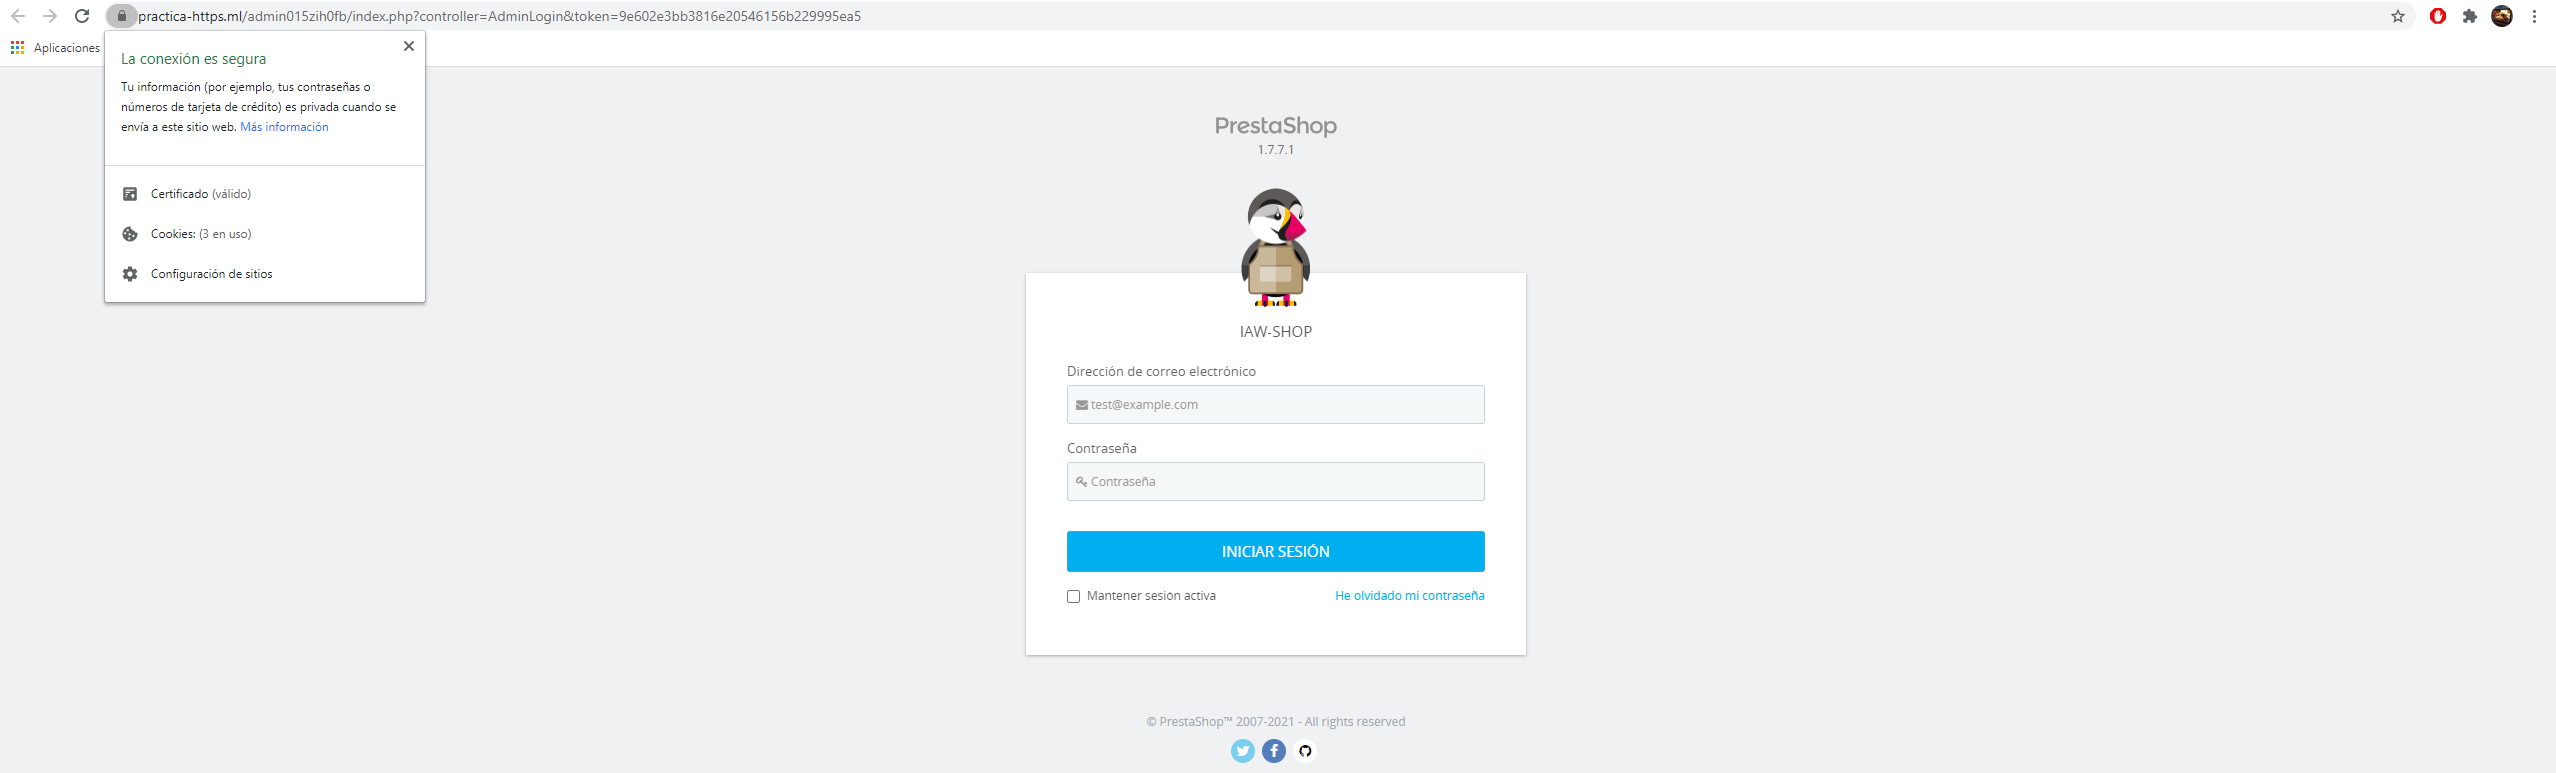 practica-https.ml/admin015zih0fb/index.php?controller=AdminLogin&token=9e602e3bb3816e20546156b229995ea5
Aplicaciones
La conexión es segura
Tu información (por ejemplo, tus contraseñas o
números de tarjeta de crédito) es privada cuando se
envía a este sitio web. Más información
Certificado (válido)
Cookies: (3 en uso)
Configuración de sitios
PrestaShop
1.7.7.1
IAW-SHOP
Dirección de correo electrónico
test@example.com
Contraseña
Contraseña
INICIAR SESIÓN
Mantener sesión activa
He olvidado mi contraseña
© PrestaShop™ 2007-2021 - All rights reserved